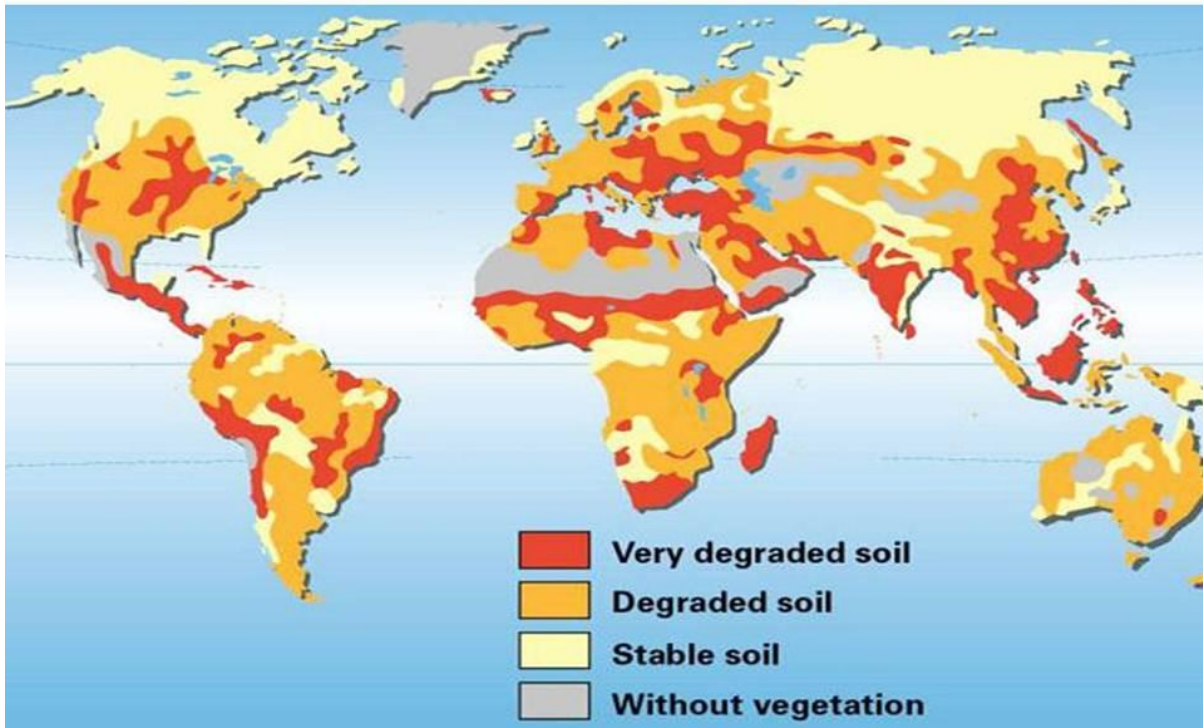 Very degraded soil
Degraded soil
Stable soil
Without vegetation